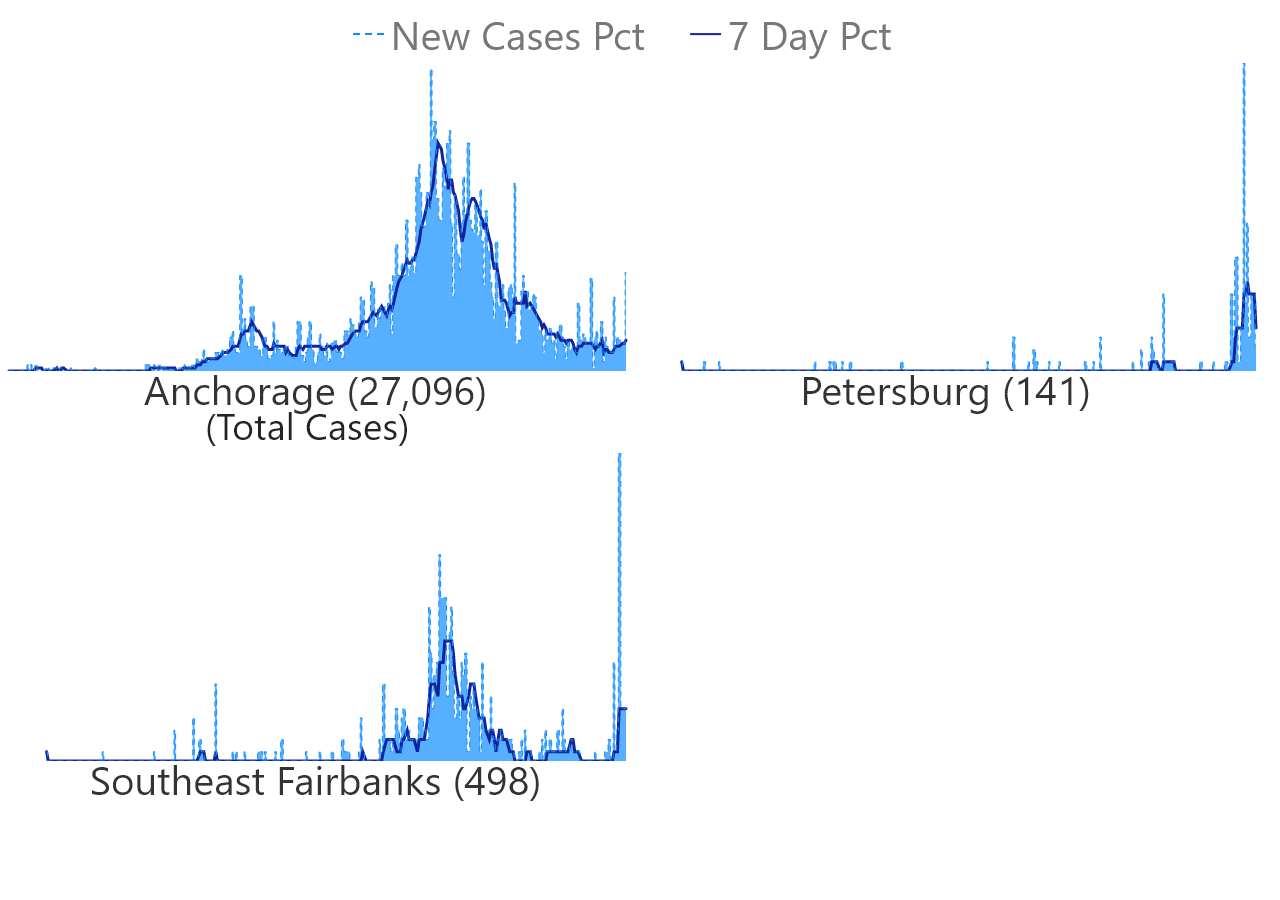 New Cases Pct 7 Day Pct
Anchorage (27,096)
(Total Cases)
Petersburg (141)
Southeast Fairbanks (498)